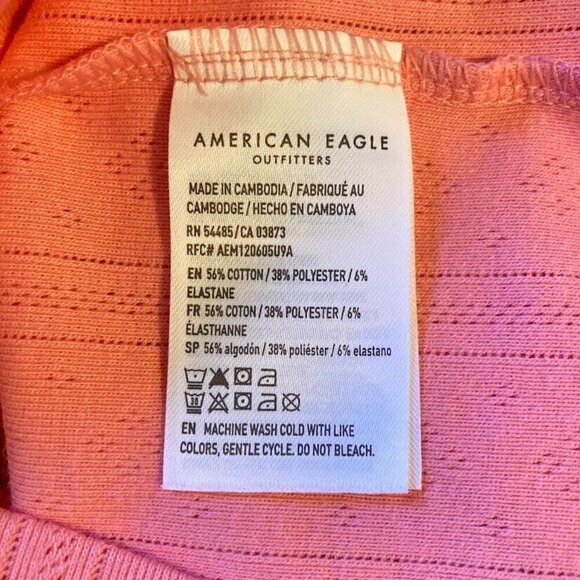 AMERICAN EAGLE
OUTFITTERS
MADE IN CAMBODIA / FABRIQUÉ AU
CAMBODGE / HECHO EN CAMBOYA
RN 54485 / CA 03873
RFC# AEM120605U9A
EN 56% COTTON / 38% POLYESTER / 6%
ELASTANE
FR 56% COTON / 38% POLYESTER / 6%
ÉLASTHANNE
SP 56% algodón / 38% poliéster / 6% elastano
30
EN MACHINE WASH COLD WITH LIKE
COLORS, GENTLE CYCLE. DO NOT BLEACH.